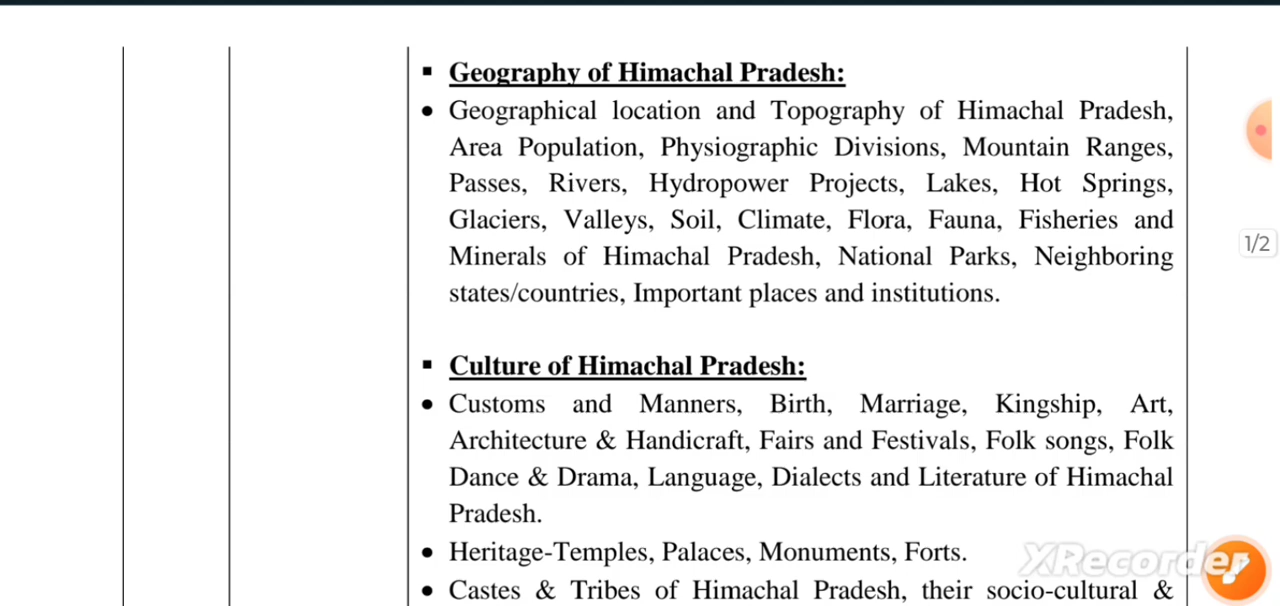 Geography of Himachal Pradesh:
Geographical location and Topography of Himachal Pradesh,
Area Population, Physiographic Divisions, Mountain Ranges,
Passes, Rivers, Hydropower Projects, Lakes, Hot Springs,
Glaciers, Valleys, Soil, Climate, Flora, Fauna, Fisheries and
Minerals of Himachal Pradesh, National Parks, Neighboring
states/countries, Important places and institutions.
1/2
Culture of Himachal Pradesh:
Customs and Manners, Birth, Marriage, Kingship, Art,
Architecture & Handicraft, Fairs and Festivals, Folk songs, Folk
Dance & Drama, Language, Dialects and Literature of Himachal
Pradesh.
Heritage-Temples, Palaces, Monuments, Forts.
Castes & Tribes of Himachal Pradesh, their socio-cultural &
XRecorder